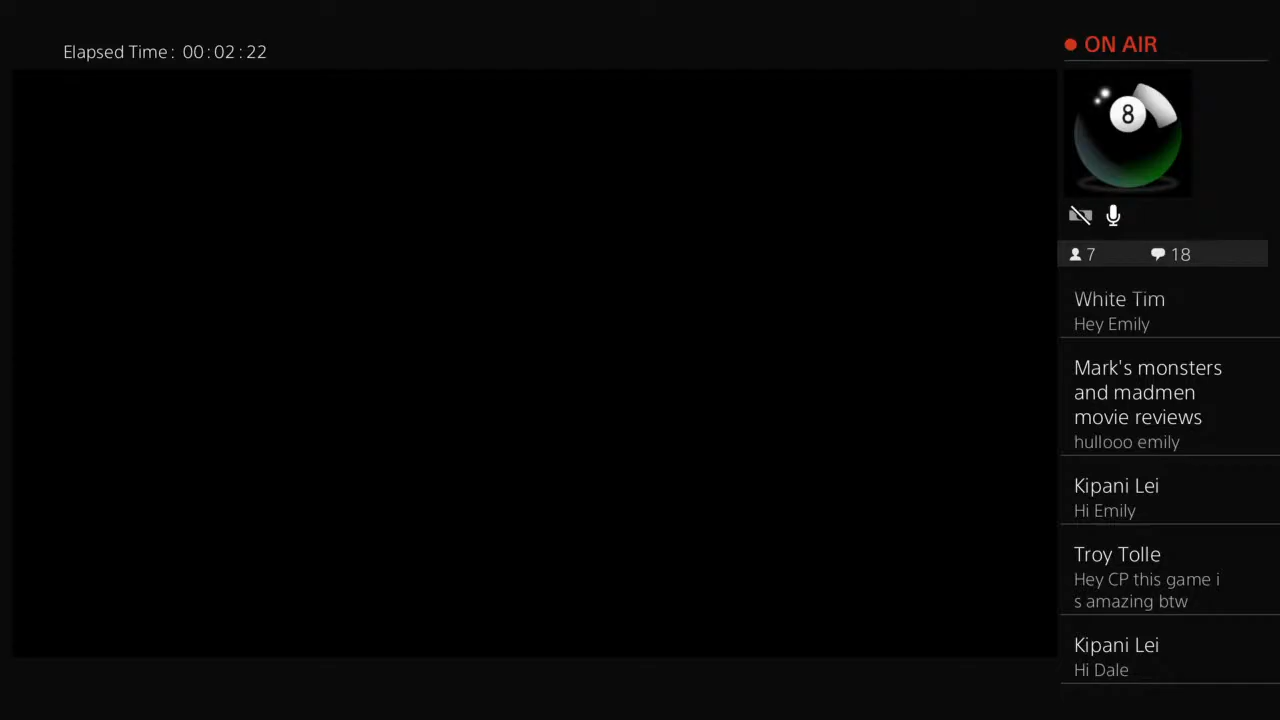 Elapsed Time: 00:02:22
ON AIR
8
7
18
White Tim
Hey Emily
Mark's monsters
and madmen
movie reviews
hullooo emily
Kipani Lei
Hi Emily
Troy Tolle
Hey CP this game i
s amazing btw
Kipani Lei
Hi Dale